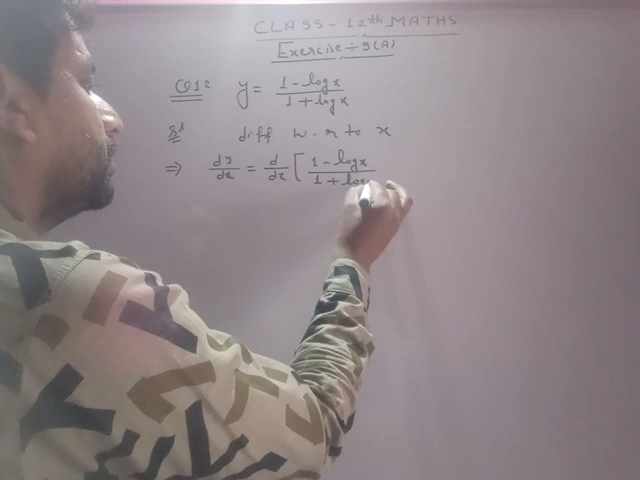 CLASS - 12th MATHS
Exercise ÷ 9(A)
Q1: y = (1 - log x)/(1 + log x)
Sol diff w.r to x
⇒ dy/dx = d/dx [(1 - log x)/(1 + log